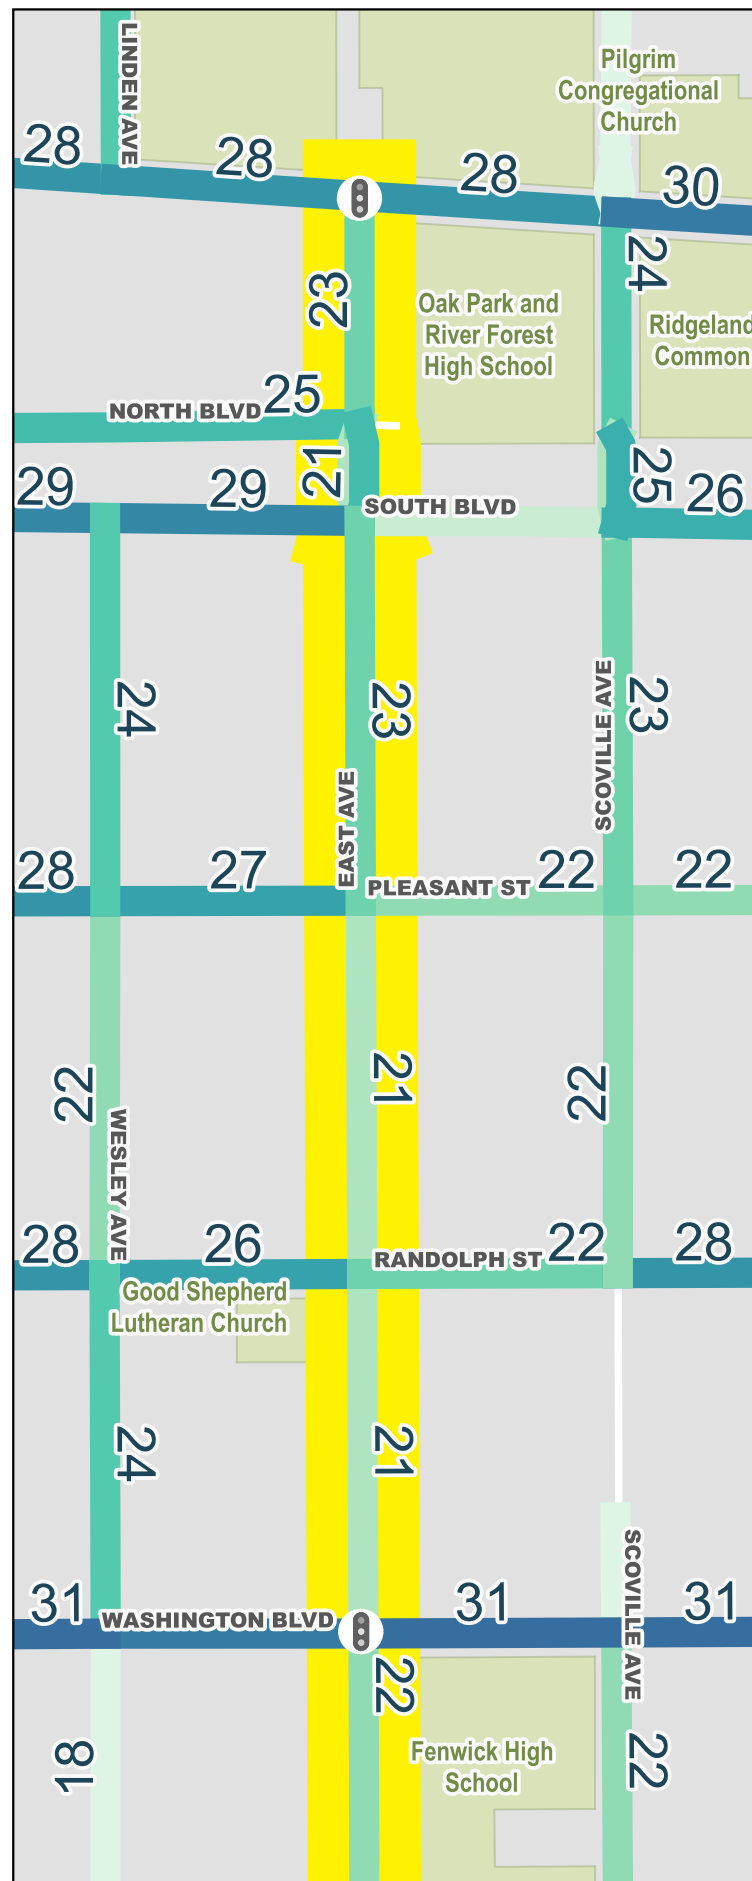 LINDEN AVE
Pilgrim
Congregational
Church
28
28
28
30
23
24
Oak Park and
River Forest
High School
Ridgeland
Common
NORTH BLVD
25
21
25
29
29
SOUTH BLVD
26
24
23
SCOVILLE AVE
23
EAST AVE
28
27
PLEASANT ST
22
22
22
WESLEY AVE
21
22
28
26
RANDOLPH ST
22
28
Good Shepherd
Lutheran Church
24
21
31
WASHINGTON BLVD
31
SCOVILLE AVE
31
18
22
Fenwick High
School
22